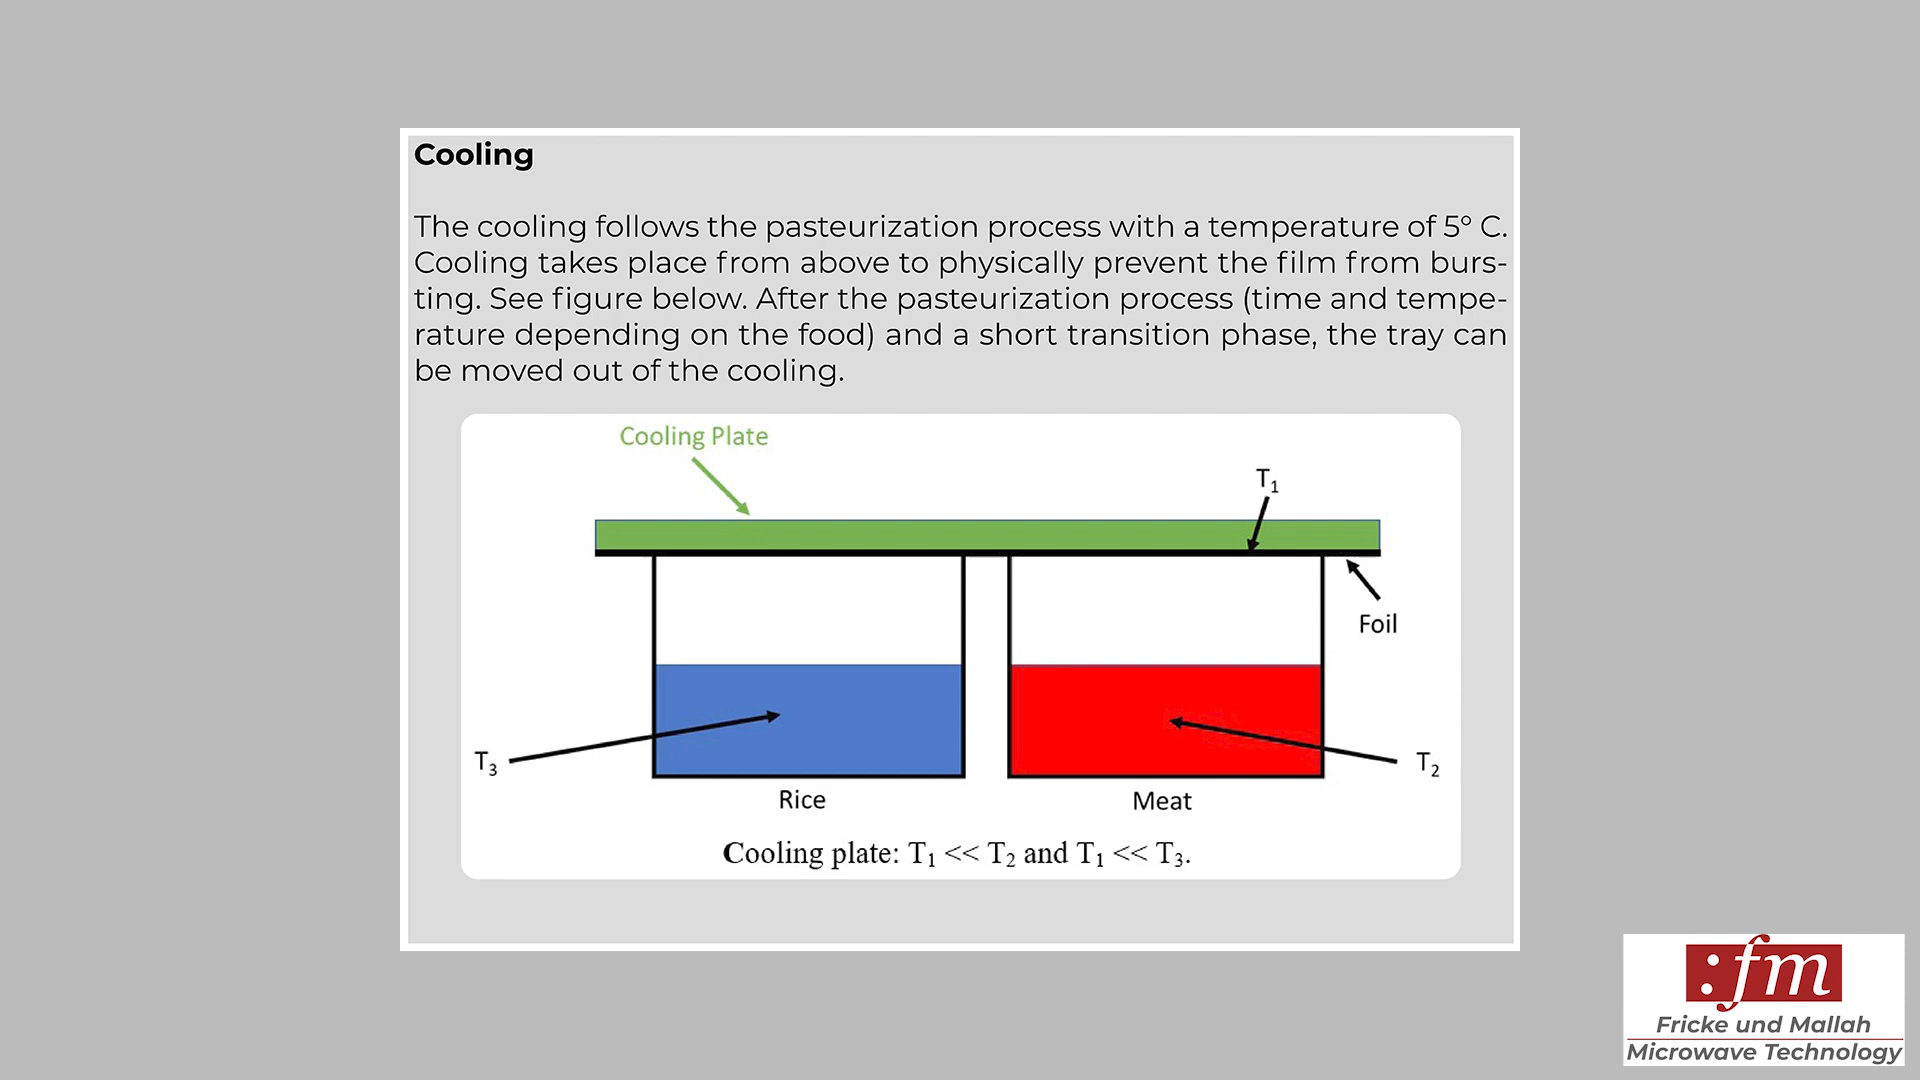 Cooling
The cooling follows the pasteurization process with a temperature of 5° C.
Cooling takes place from above to physically prevent the film from burs-
ting. See figure below. After the pasteurization process (time and tempe-
rature depending on the food) and a short transition phase, the tray can
be moved out of the cooling.
Cooling Plate
T₁
Foil
T₃
T₂
Rice
Meat
Cooling plate: T₁ << T₂ and T₁ << T₃.
:fm
Fricke und Mallah
Microwave Technology